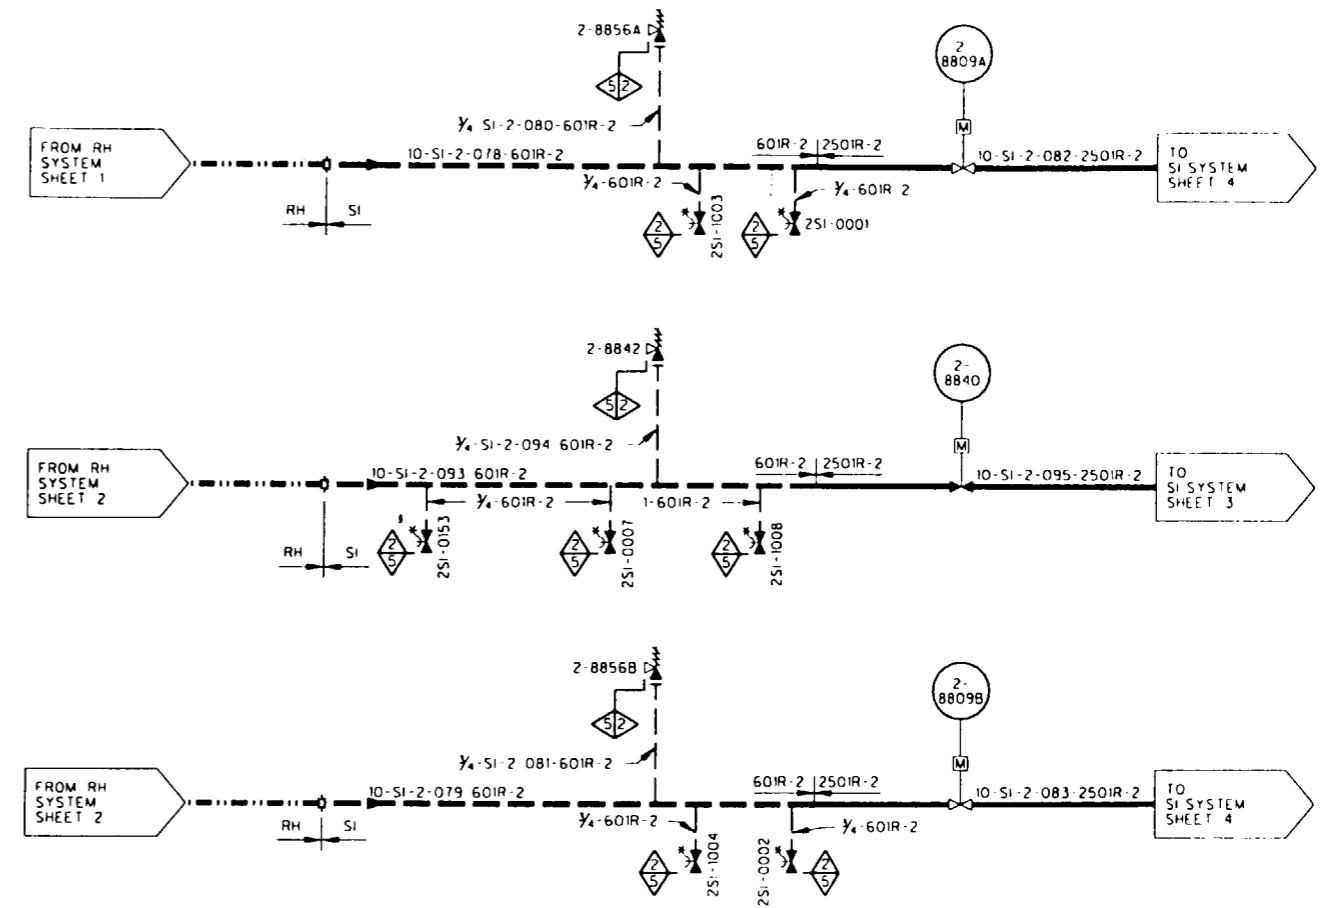 2-8856A
2
8809A
5 2
¾ SI-2-080-601R-2
FROM RH
SYSTEM
SHEET 1
10-SI-2-078-601R-2
601R-2 2501R-2
10-SI-2-082-2501R-2
TO
SI SYSTEM
SHEET 4
M
RH SI
¾-601R-2
¾-601R 2
2
5
2SI-1003
2
5
2SI-0001
2-8842
2-
8840
5 2
¾-SI-2-094 601R-2
FROM RH
SYSTEM
SHEET 2
10-SI-2-093 601R-2
601R-2 2501R-2
10-SI-2-095-2501R-2
TO
SI SYSTEM
SHEET 3
M
¾-601R-2
1-601R-2
RH SI
2
5
2SI-0153
2
5
2SI-0007
2
5
2SI-1008
2-8856B
2-
8809B
5 2
¾-SI-2-081-601R-2
FROM RH
SYSTEM
SHEET 2
10-SI-2-079 601R-2
601R-2 2501R-2
10-SI-2-083-2501R-2
TO
SI SYSTEM
SHEET 4
M
RH SI
¾-601R-2
¾-601R-2
2
5
2SI-1004
2SI-0002
2
5